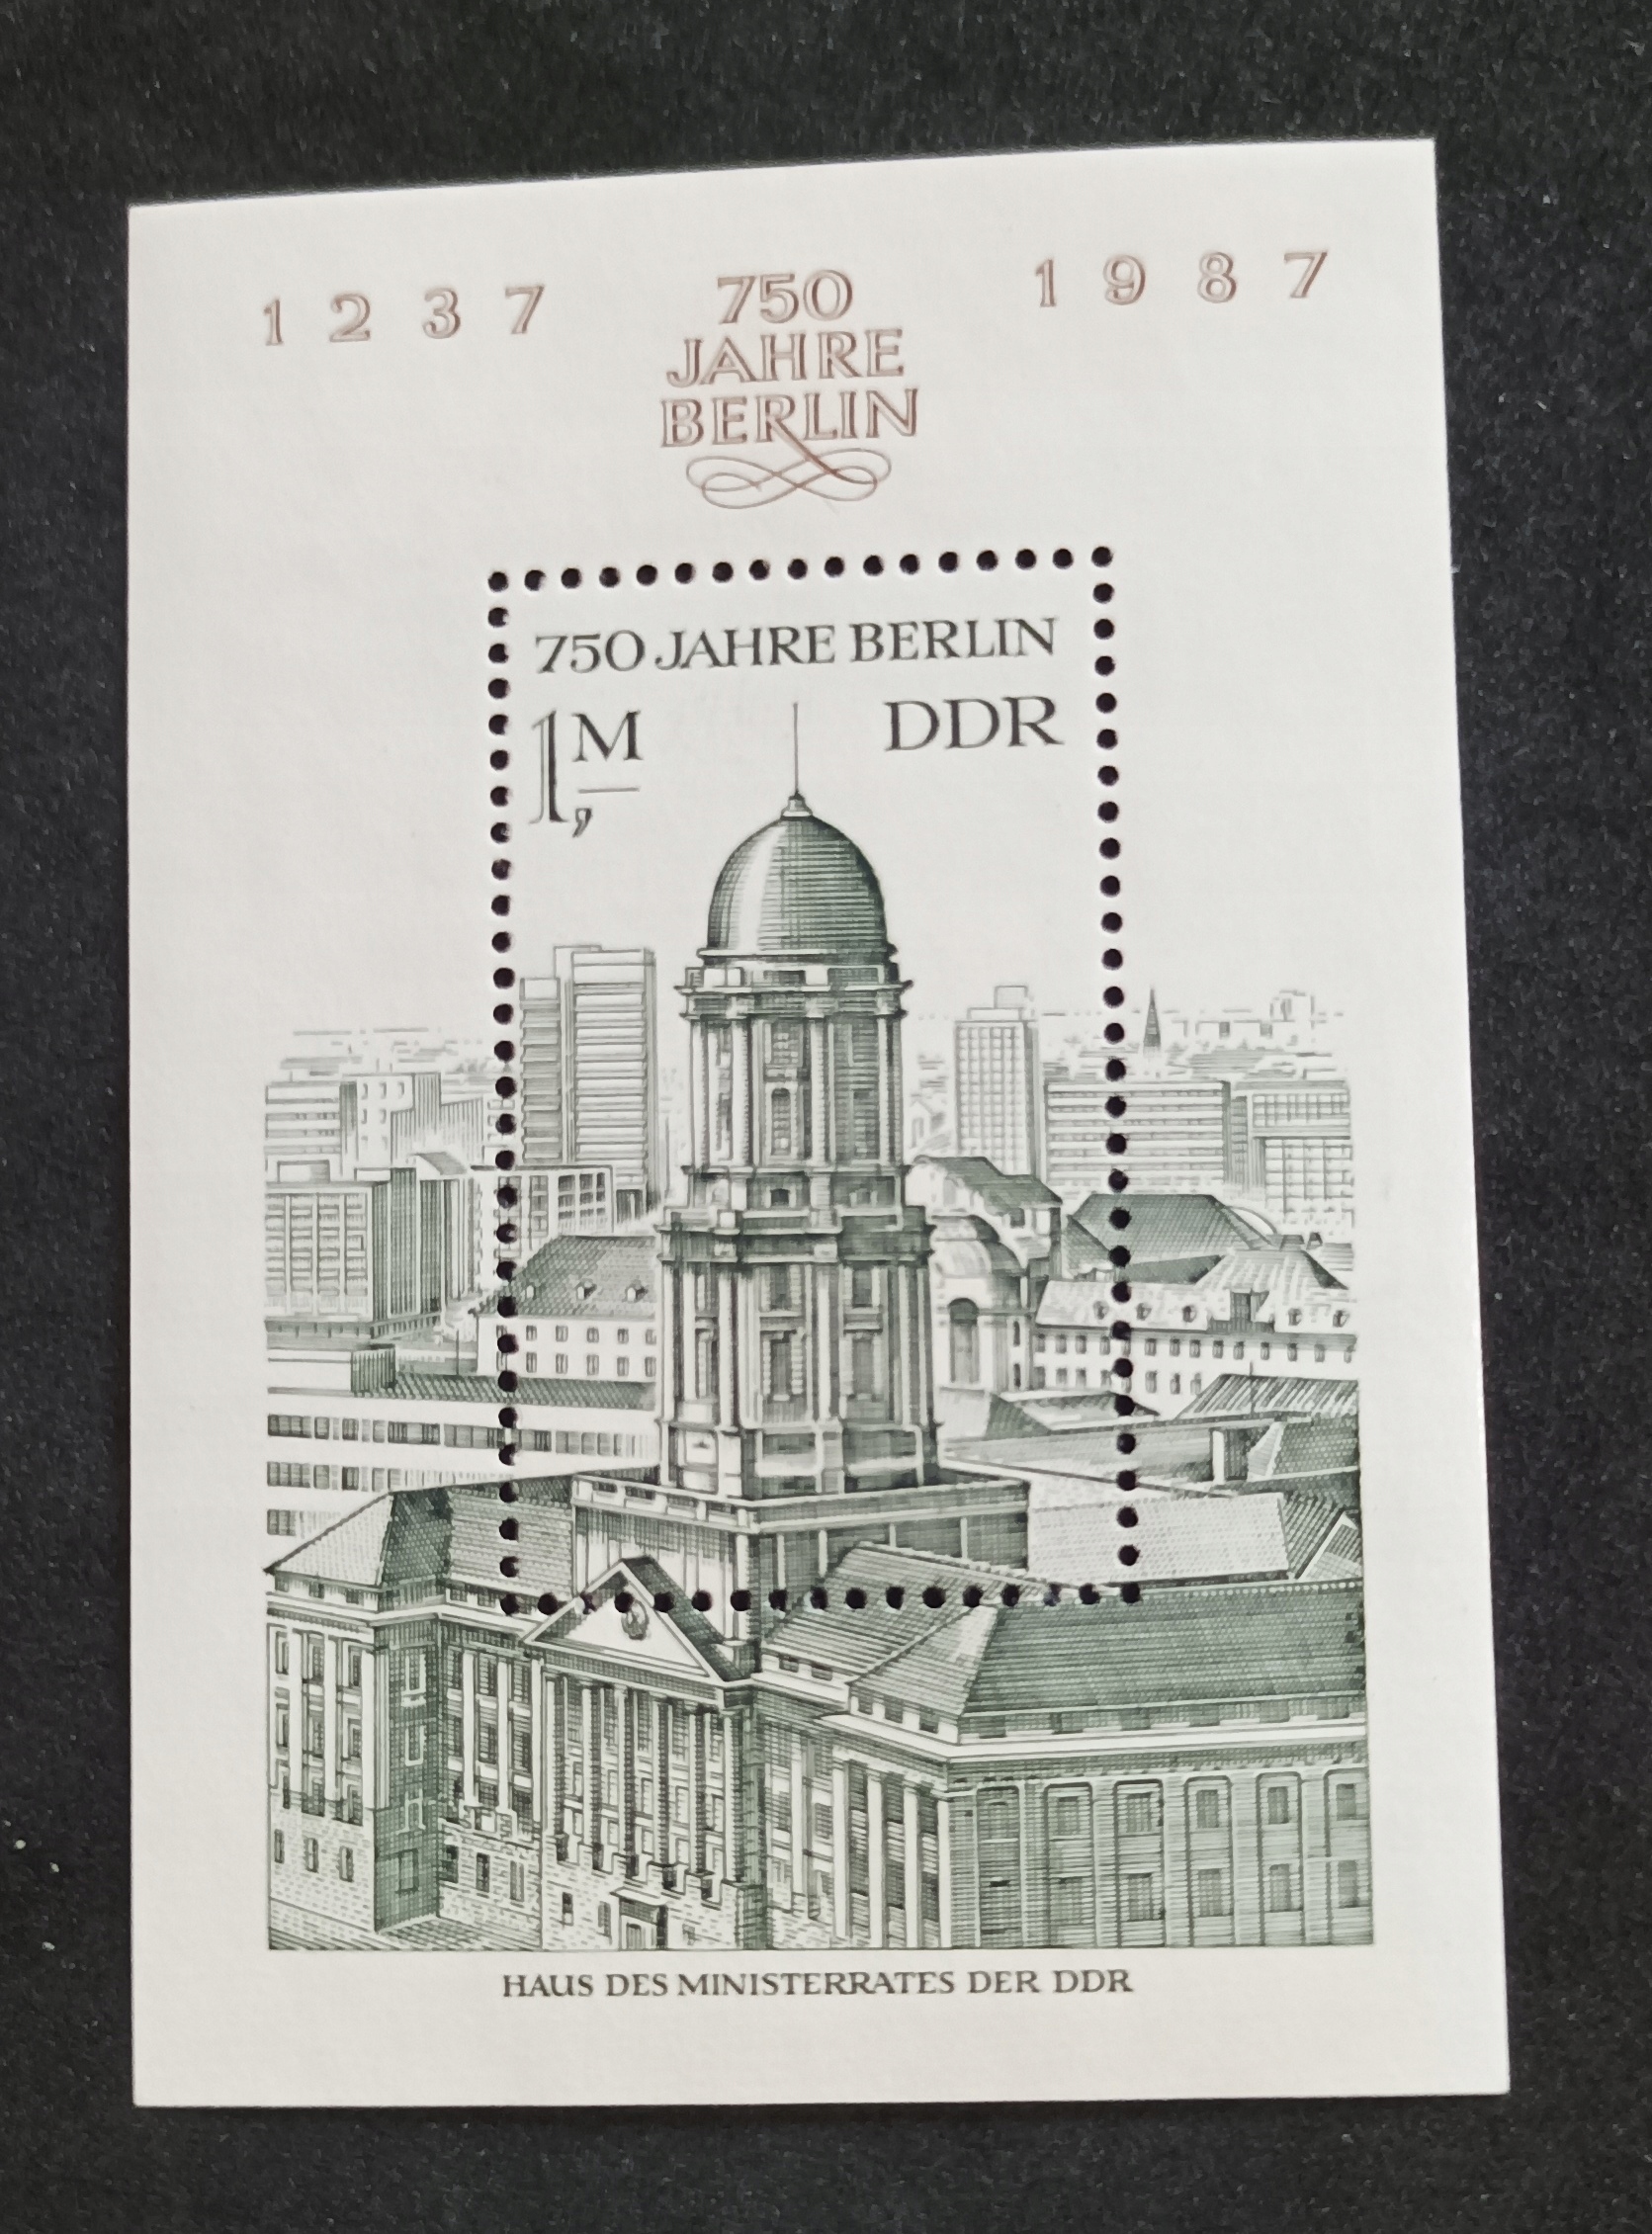 1237
1987
750
JAHRE
BERLIN
750 JAHRE BERLIN
1,— M
DDR
HAUS DES MINISTERRATES DER DDR